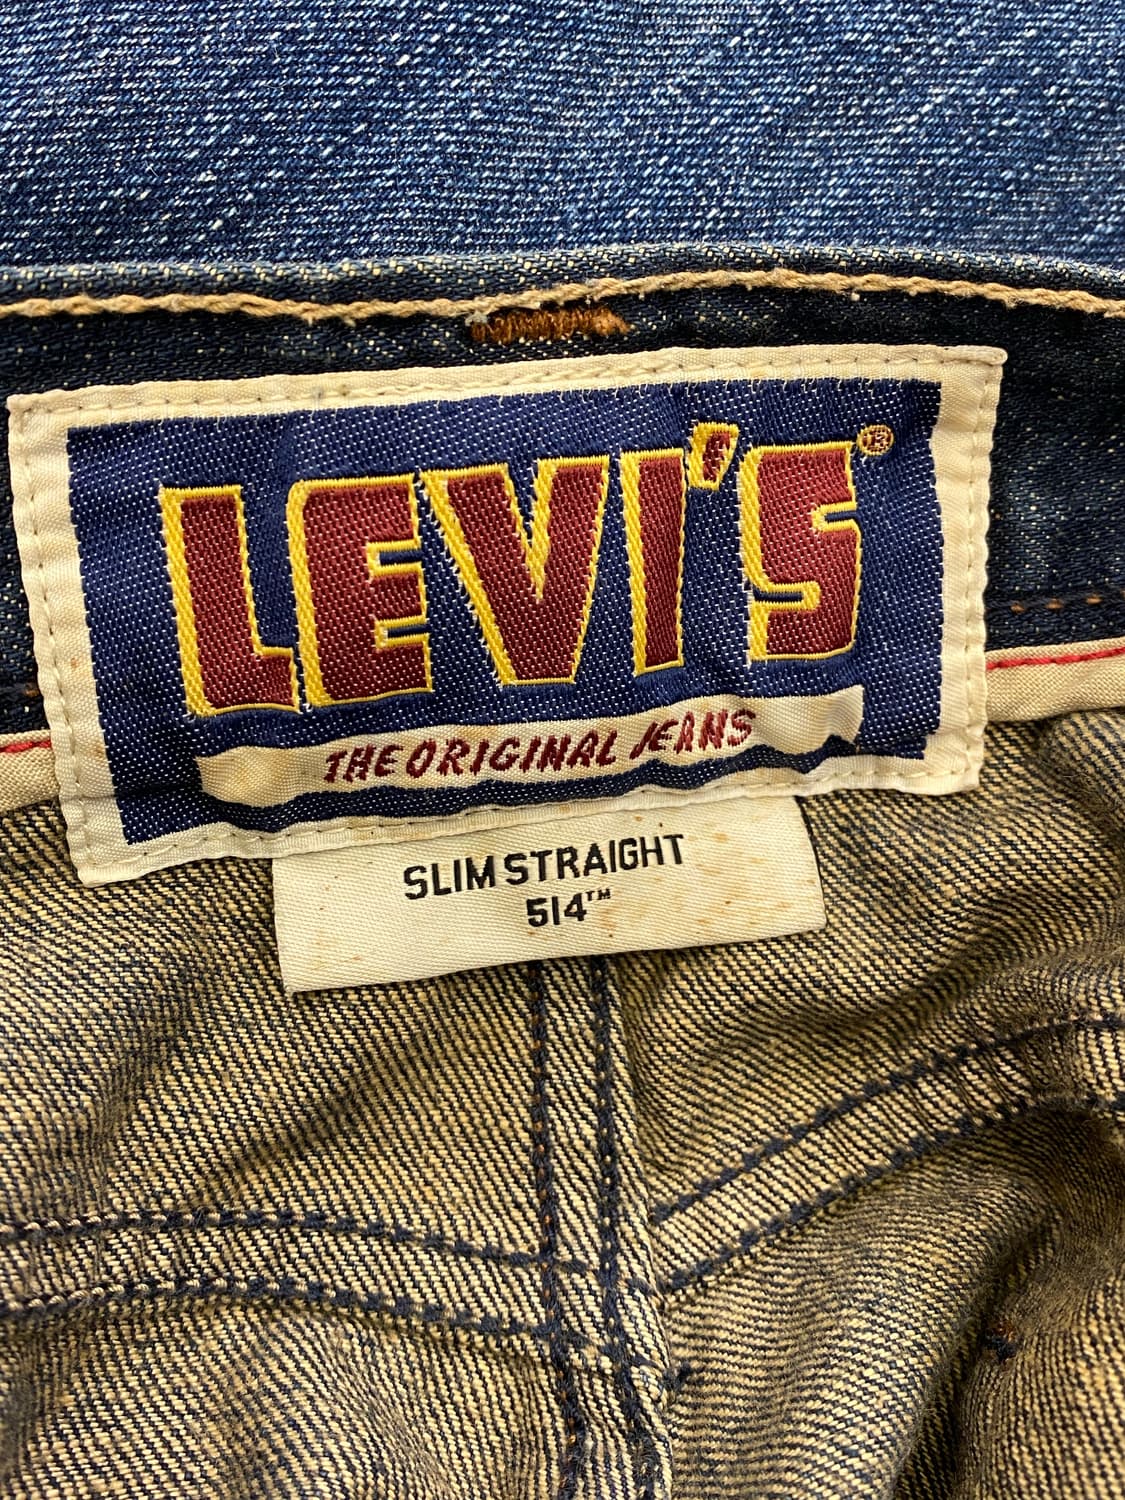 LEVI'S®
THE ORIGINAL JEANS
SLIM STRAIGHT
514™